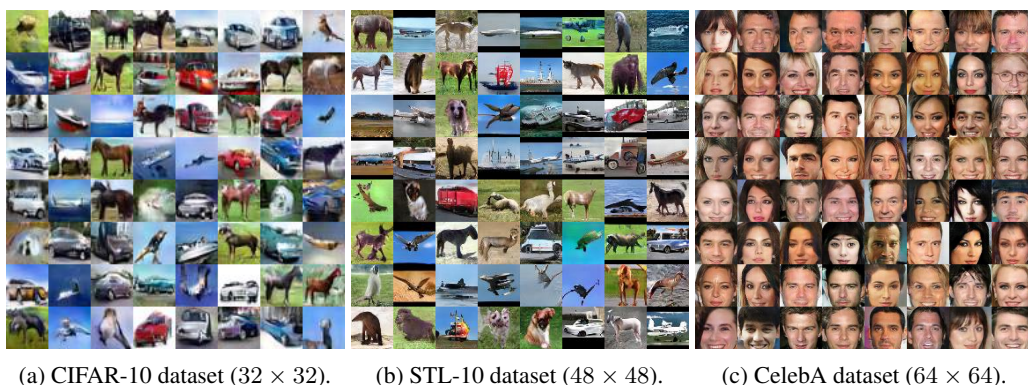 (a) CIFAR-10 dataset (32 × 32).
(b) STL-10 dataset (48 × 48).
(c) CelebA dataset (64 × 64).